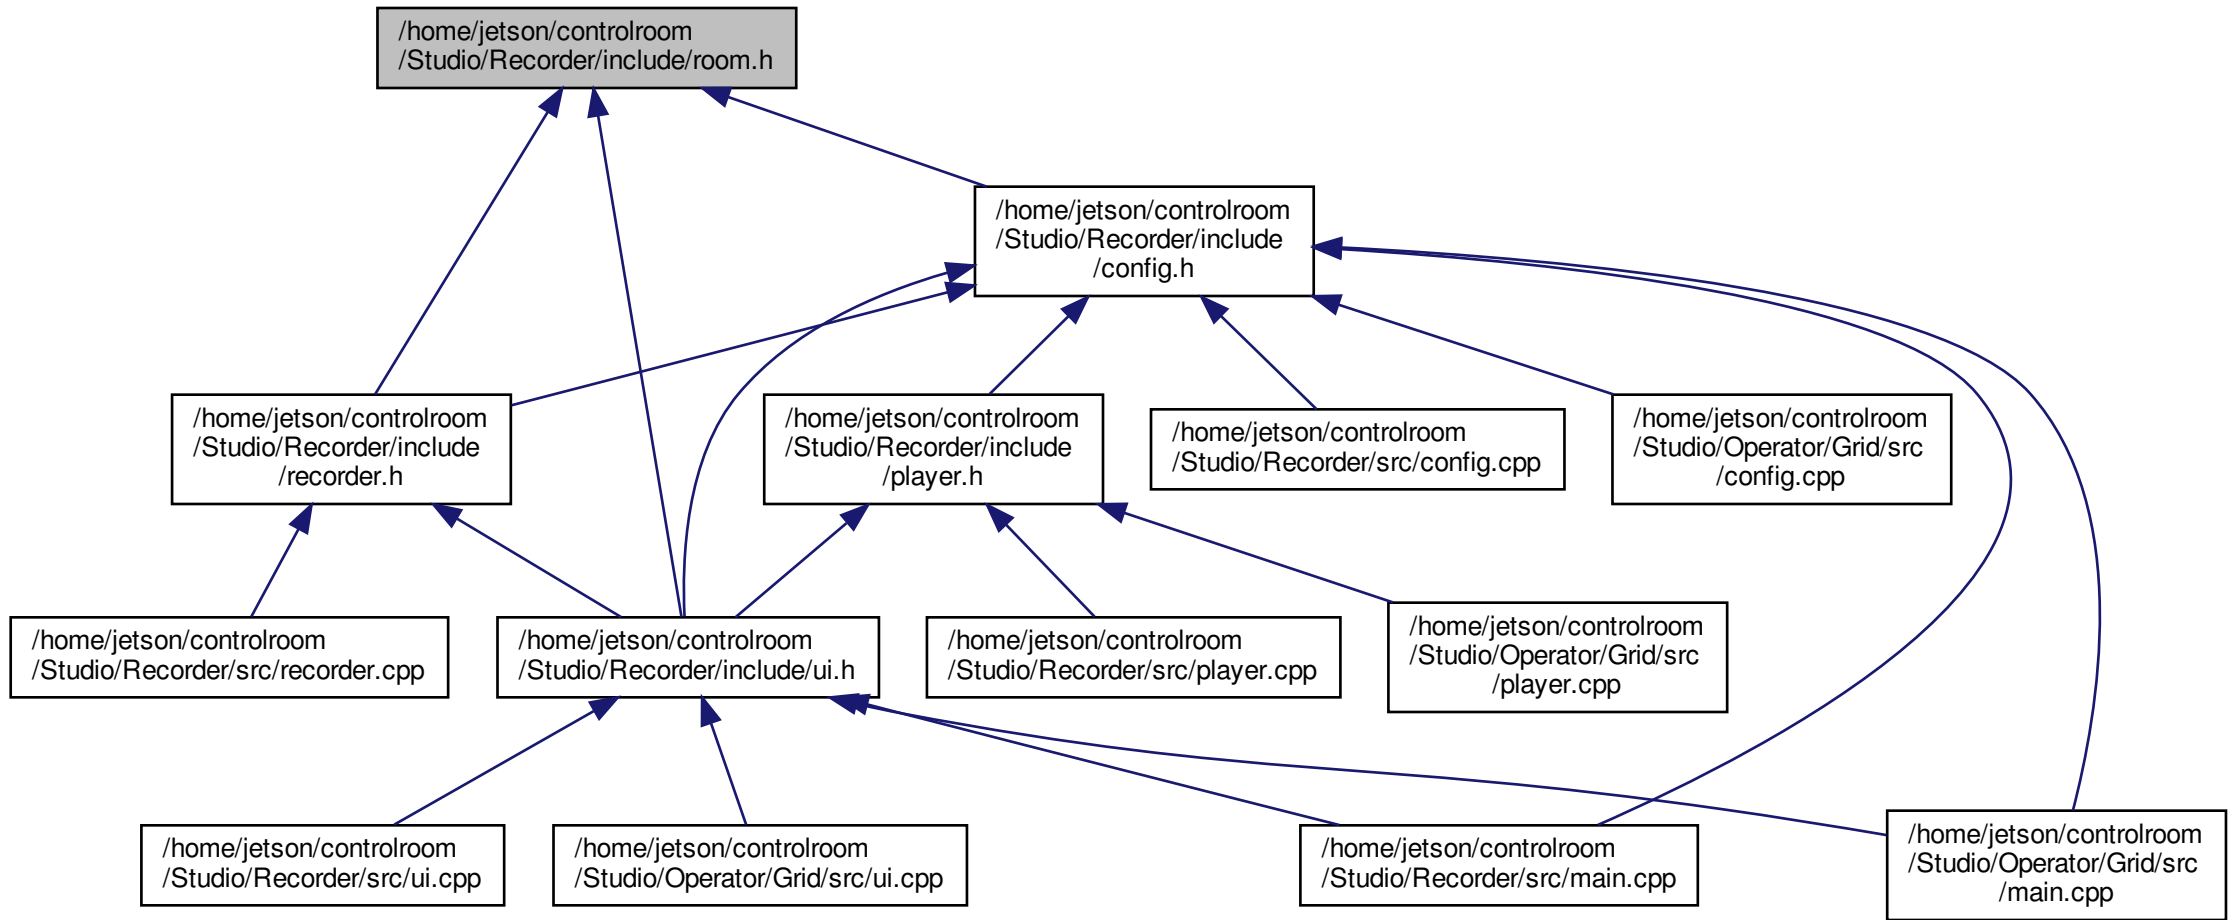 /home/jetson/controlroom
/Studio/Recorder/include/room.h
/home/jetson/controlroom
/Studio/Recorder/include
/config.h
/home/jetson/controlroom
/Studio/Recorder/include
/recorder.h
/home/jetson/controlroom
/Studio/Recorder/include
/player.h
/home/jetson/controlroom
/Studio/Recorder/src/config.cpp
/home/jetson/controlroom
/Studio/Operator/Grid/src
/config.cpp
/home/jetson/controlroom
/Studio/Recorder/src/recorder.cpp
/home/jetson/controlroom
/Studio/Recorder/include/ui.h
/home/jetson/controlroom
/Studio/Recorder/src/player.cpp
/home/jetson/controlroom
/Studio/Operator/Grid/src
/player.cpp
/home/jetson/controlroom
/Studio/Recorder/src/ui.cpp
/home/jetson/controlroom
/Studio/Operator/Grid/src/ui.cpp
/home/jetson/controlroom
/Studio/Recorder/src/main.cpp
/home/jetson/controlroom
/Studio/Operator/Grid/src
/main.cpp